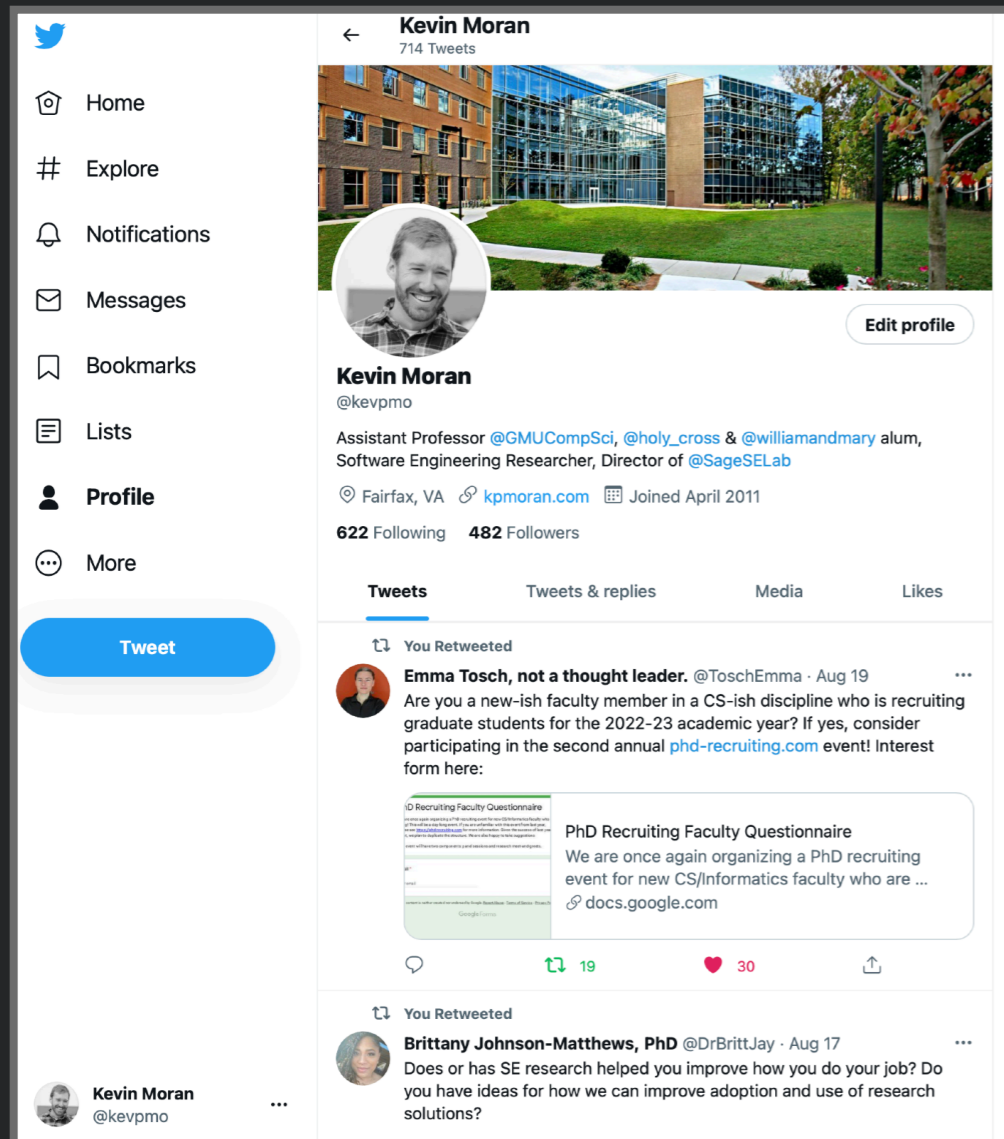 Kevin Moran
714 Tweets
Home
Explore
Notifications
Messages
Bookmarks
Lists
Profile
More
Tweet
Kevin Moran
@kevpmo
Edit profile
Kevin Moran
@kevpmo
Assistant Professor @GMUCompSci, @holy_cross & @williamandmary alum,
Software Engineering Researcher, Director of @SageSELab
Fairfax, VA kpmoran.com Joined April 2011
622 Following 482 Followers
Tweets Tweets & replies Media Likes
You Retweeted
Emma Tosch, not a thought leader. @ToschEmma · Aug 19
Are you a new-ish faculty member in a CS-ish discipline who is recruiting
graduate students for the 2022-23 academic year? If yes, consider
participating in the second annual phd-recruiting.com event! Interest
form here:
D Recruiting Faculty Questionnaire
Google Forms
PhD Recruiting Faculty Questionnaire
We are once again organizing a PhD recruiting
event for new CS/Informatics faculty who are ...
docs.google.com
19 30
You Retweeted
Brittany Johnson-Matthews, PhD @DrBrittJay · Aug 17
Does or has SE research helped you improve how you do your job? Do
you have ideas for how we can improve adoption and use of research
solutions?